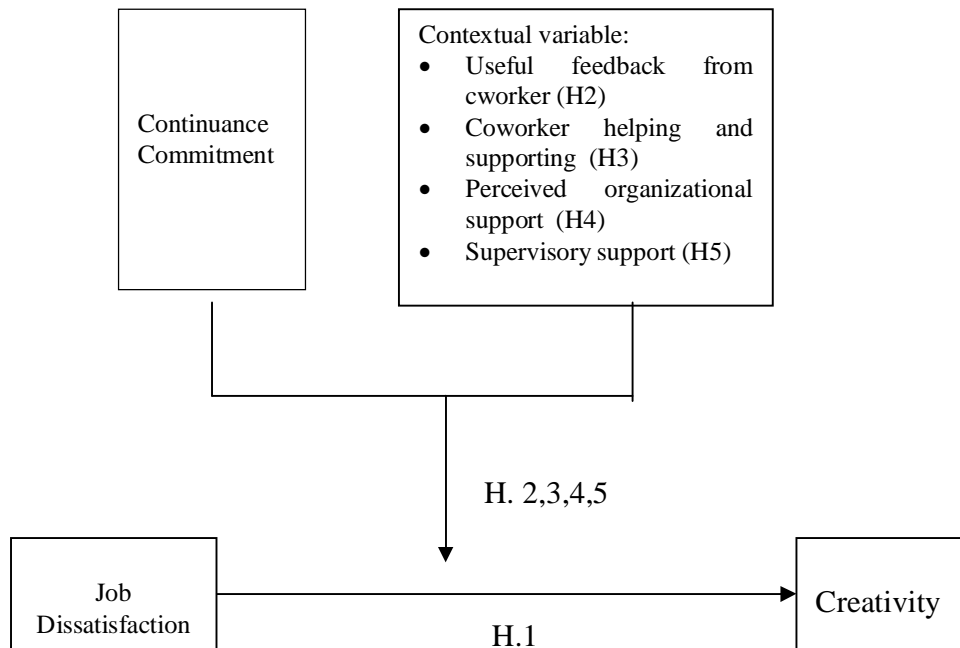 Continuance
Commitment
Contextual variable:
• Useful feedback from
cworker (H2)
• Coworker helping and
supporting (H3)
• Perceived organizational
support (H4)
• Supervisory support (H5)
H. 2,3,4,5
Job
Dissatisfaction
H.1
Creativity